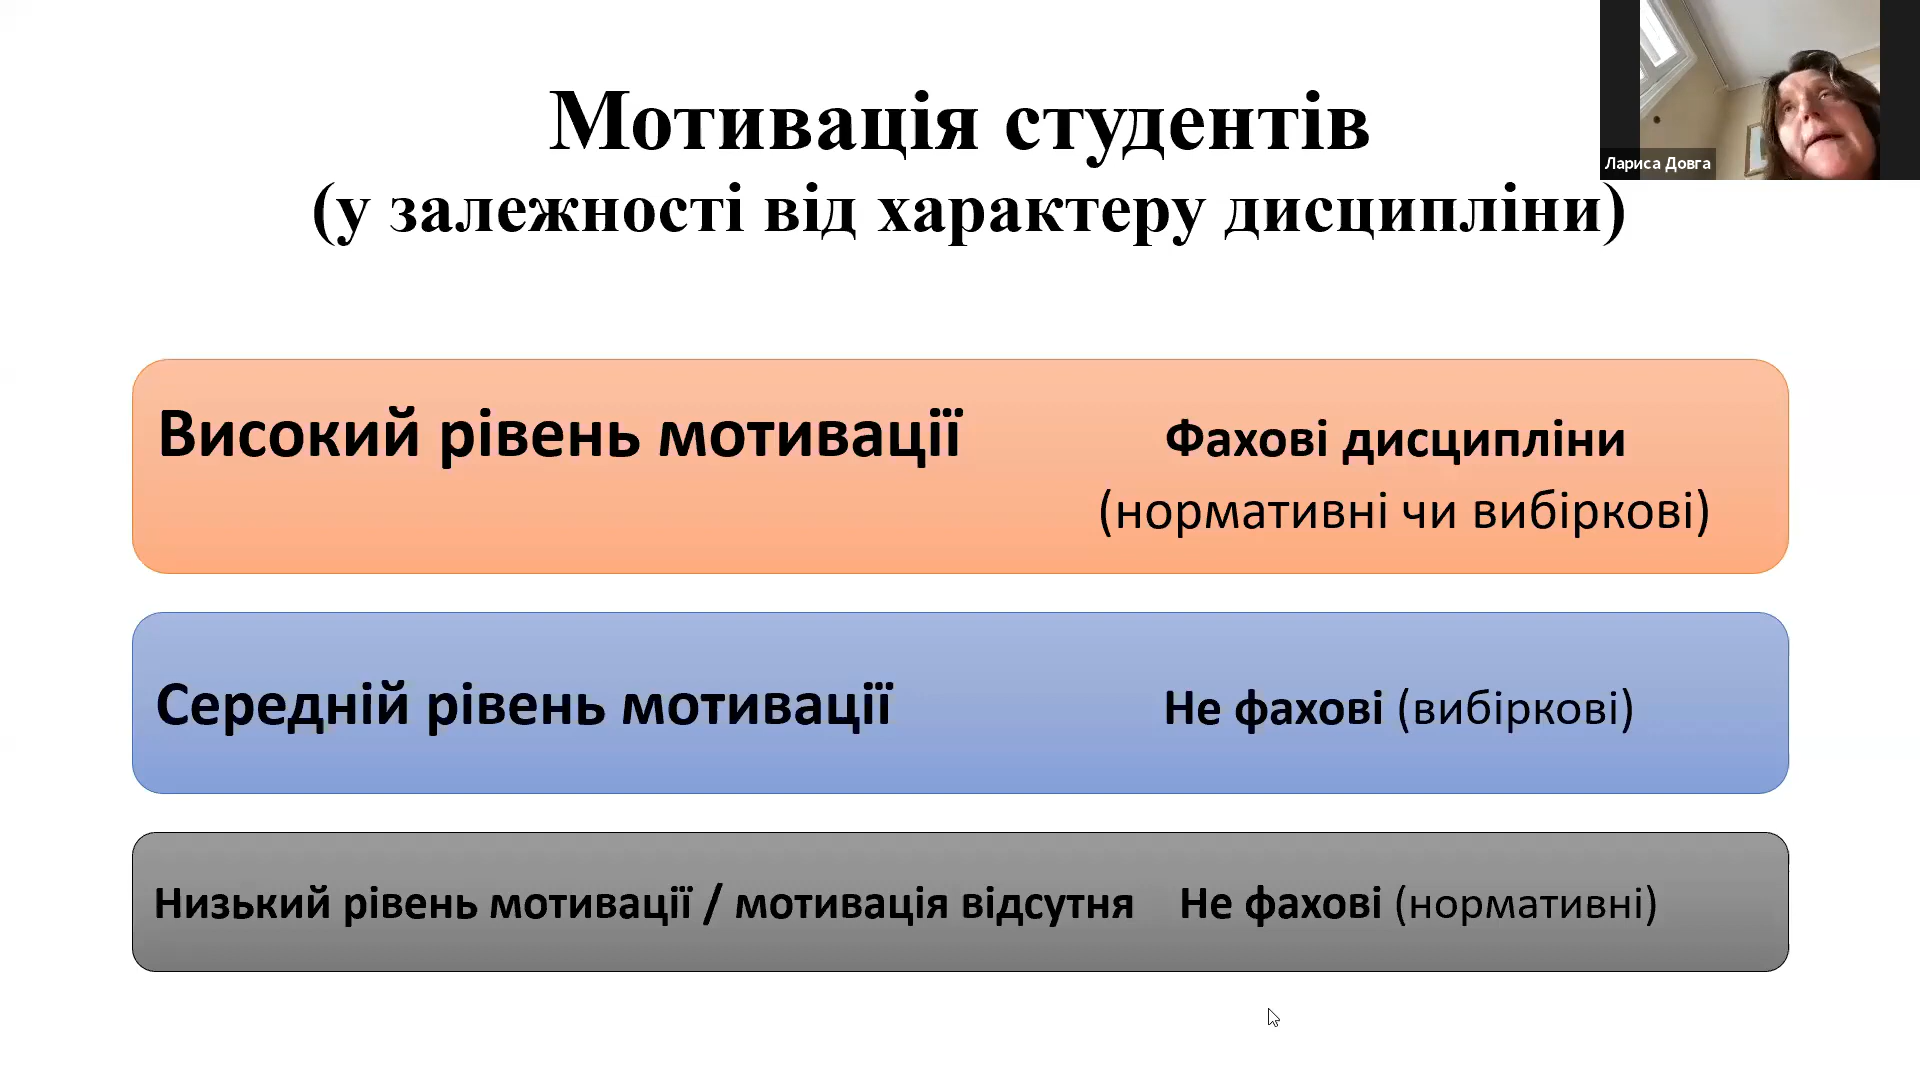 Мотивація студентів
(у залежності від характеру дисципліни)
Лариса Довга
Високий рівень мотивації Фахові дисципліни
(нормативні чи вибіркові)
Середній рівень мотивації Не фахові (вибіркові)
Низький рівень мотивації / мотивація відсутня Не фахові (нормативні)